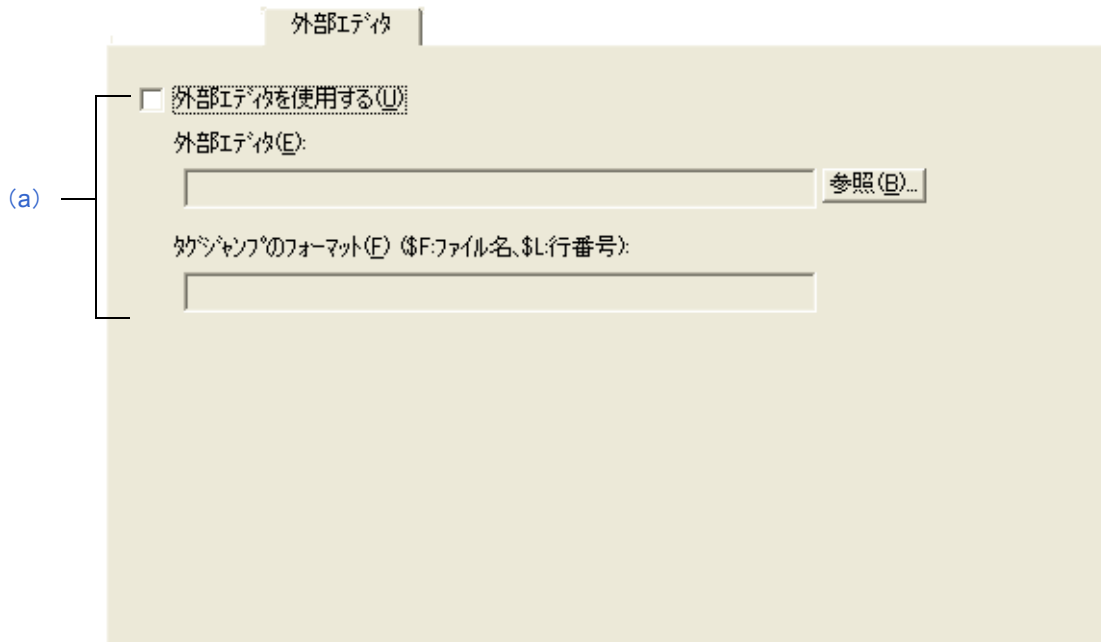 外部ｴﾃﾞｨﾀ
外部ｴﾃﾞｨﾀを使用する(U)
外部ｴﾃﾞｨﾀ(E):
参照(B)...
(a)
ﾀｸﾞｼﾞｬﾝﾌﾟのフォーマット(F) ($F:ファイル名、$L:行番号):